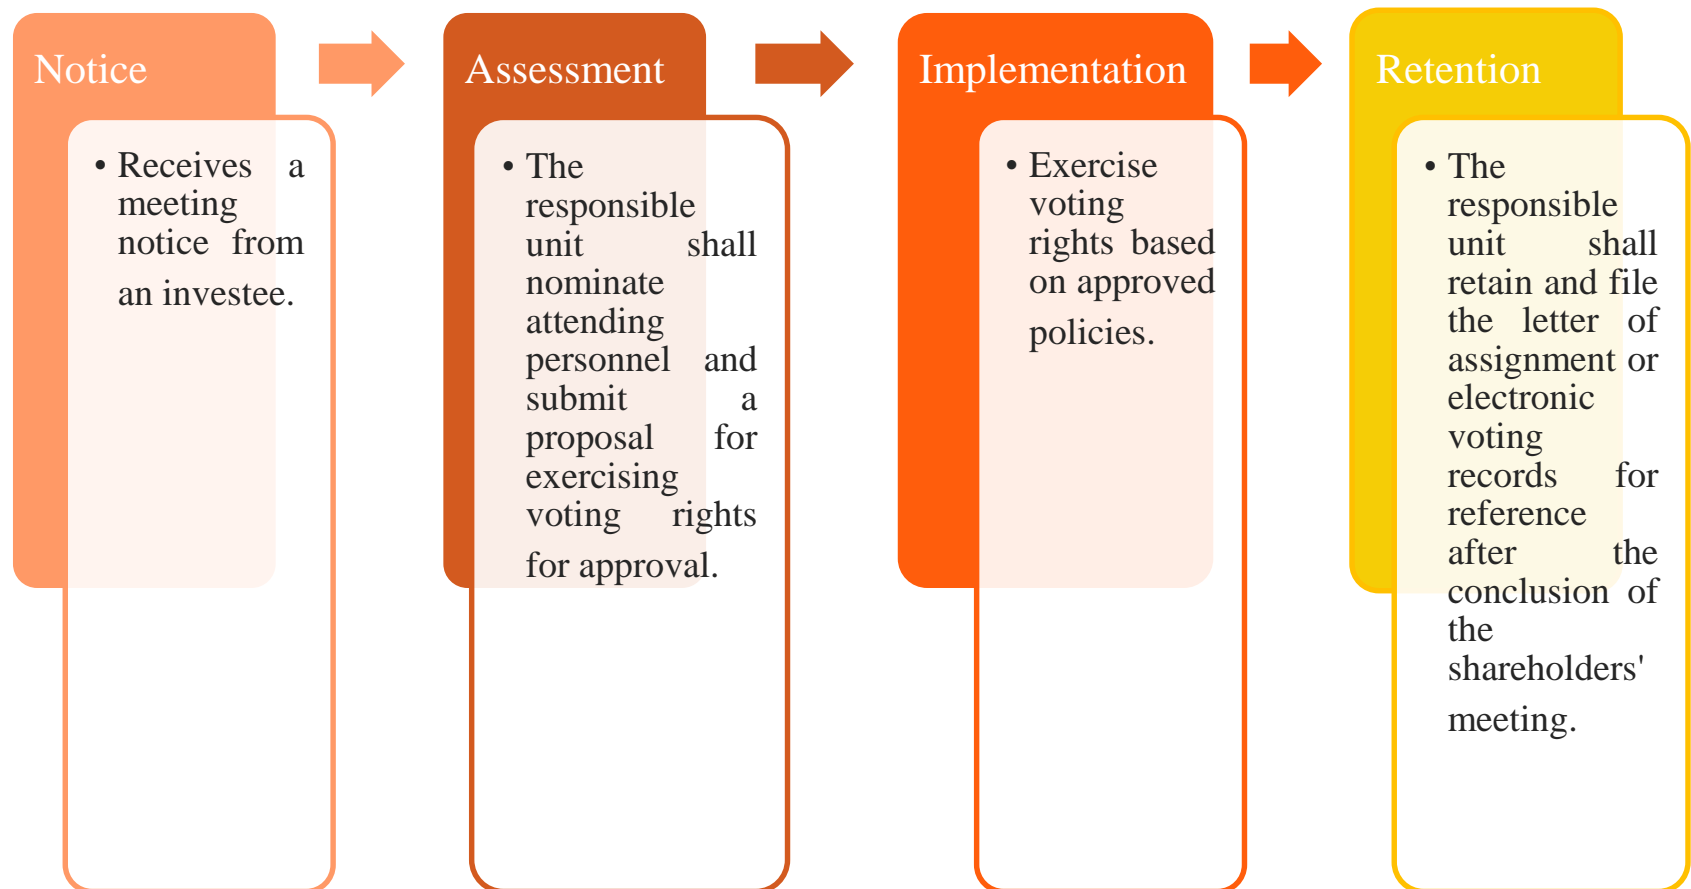 Notice
• Receives a
meeting
notice from
an investee.
Assessment
• The
responsible
unit shall
nominate
attending
personnel and
submit a
proposal for
exercising
voting rights
for approval.
Implementation
• Exercise
voting
rights based
on approved
policies.
Retention
• The
responsible
unit shall
retain and file
the letter of
assignment or
electronic
voting
records for
reference
after the
conclusion of
the
shareholders'
meeting.